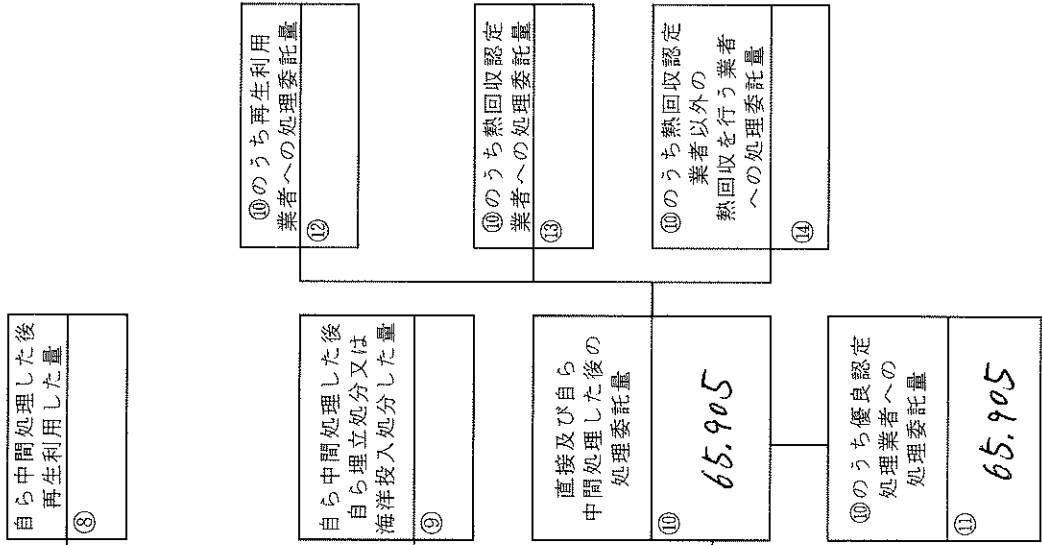 自ら中間処理した後
再生利用した量
⑧
自ら中間処理した後
自ら埋立処分又は
海洋投入処分した量
⑨
直接及び自ら
中間処理した後の
処理委託量
⑩
65.905
⑩のうち優良認定
処理業者への
処理委託量
⑪
65.905
⑩のうち再生利用
業者への処理委託量
⑫
⑩のうち熱回収認定
業者への処理委託量
⑬
⑩のうち熱回収認定
業者以外の
熱回収を行う業者
への処理委託量
⑭